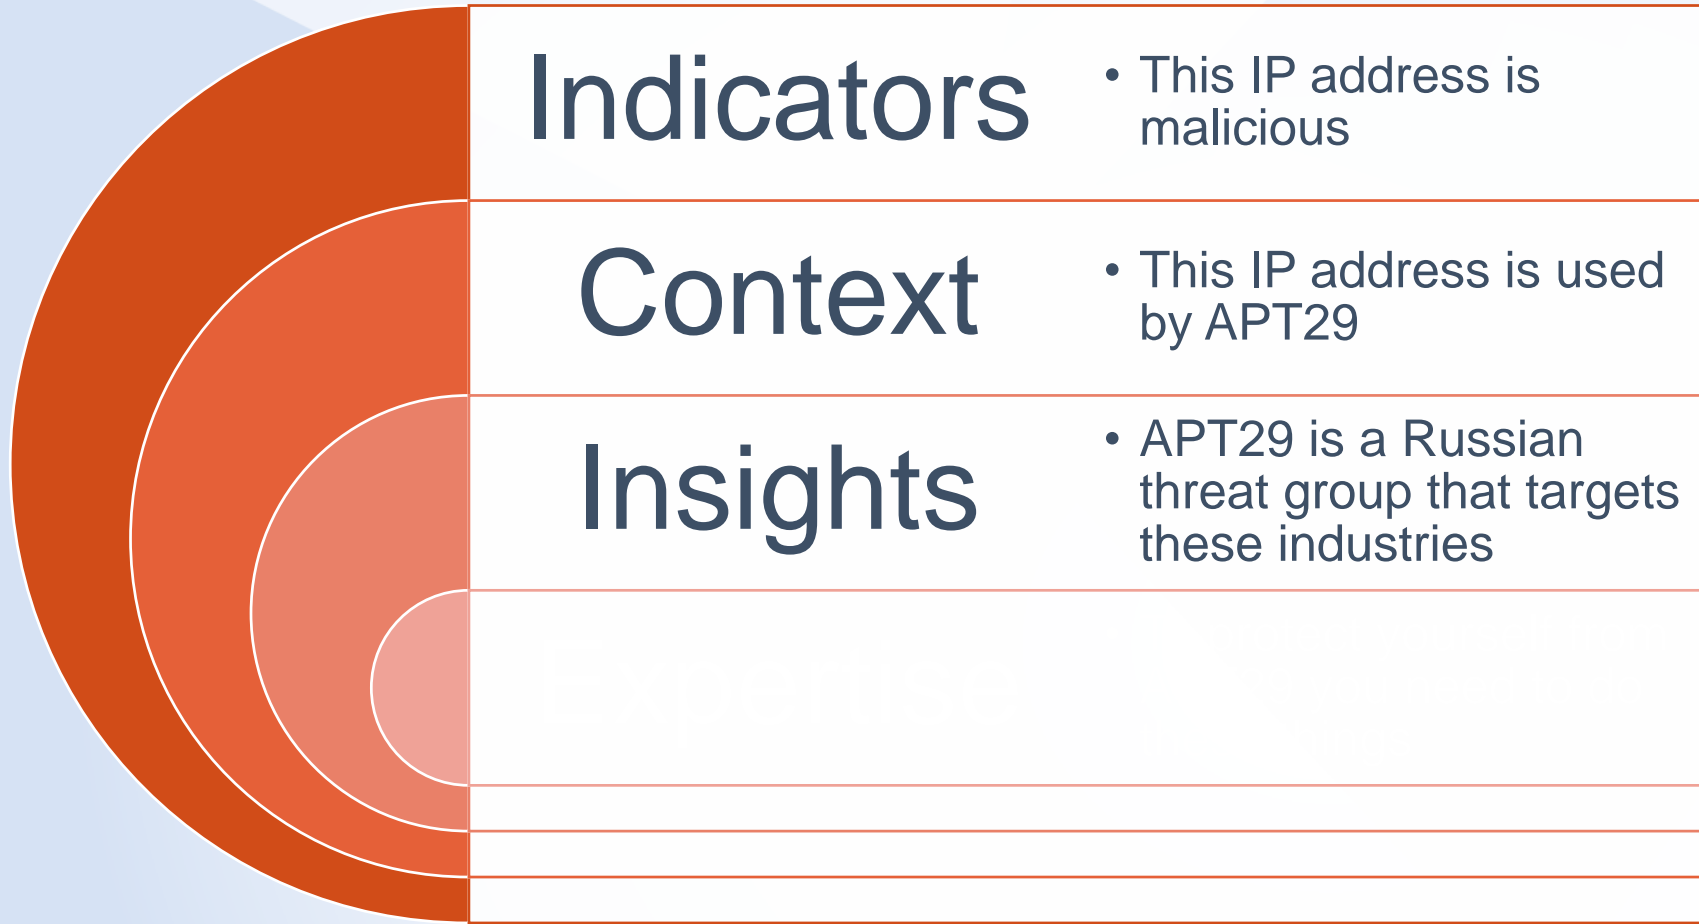 Indicators
• This IP address is
malicious
Context
• This IP address is used
by APT29
Insights
• APT29 is a Russian
threat group that targets
these industries
Expertise